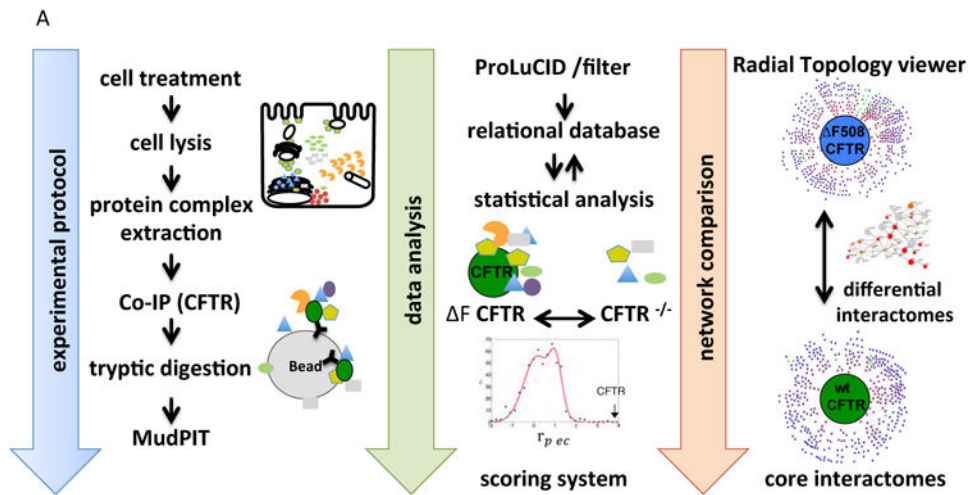 A
experimental protocol
cell treatment
cell lysis
protein complex
extraction
Co-IP (CFTR)
tryptic digestion
MudPIT
Bead
data analysis
ProLuCID /filter
relational database
statistical analysis
CFTR
ΔF CFTR
CFTR -/-
CFTR
r p ec
scoring system
network comparison
Radial Topology viewer
ΔF508
CFTR
differential
interactomes
wt
CFTR
core interactomes